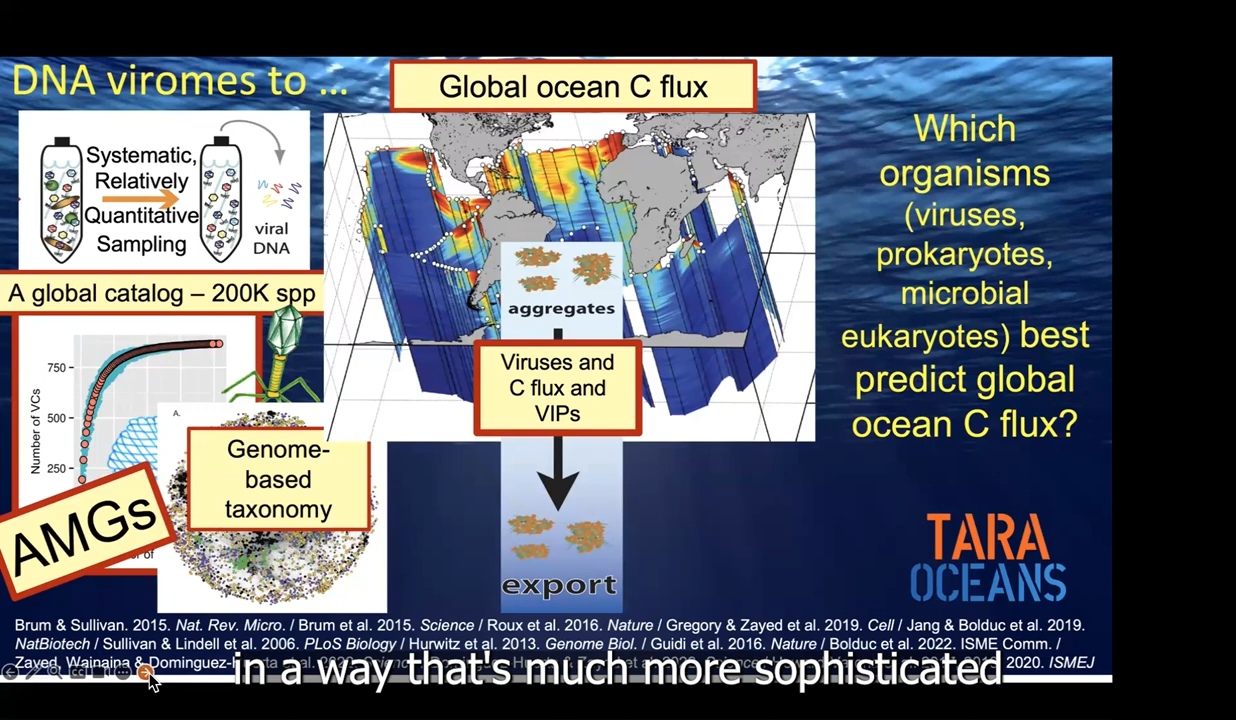 DNA viromes to ...
Global ocean C flux
Systematic,
Relatively
Quantitative
Sampling
viral
DNA
A global catalog – 200K spp
750
500
250
Number of VCs
AMGs
A.
Genome-
based
taxonomy
aggregates
Viruses and
C flux and
VIPs
export
Which
organisms
(viruses,
prokaryotes,
microbial
eukaryotes) best
predict global
ocean C flux?
TARA
OCEANS
Brum & Sullivan. 2015. Nat. Rev. Micro. / Brum et al. 2015. Science / Roux et al. 2016. Nature / Gregory & Zayed et al. 2019. Cell / Jang & Bolduc et al. 2019.
NatBiotech / Sullivan & Lindell et al. 2006. PLoS Biology / Hurwitz et al. 2013. Genome Biol. / Guidi et al. 2016. Nature / Bolduc et al. 2022. ISME Comm. /
Zayed, Wainaina & Dominguez- 2020. ISMEJ
in a way that's much more sophisticated